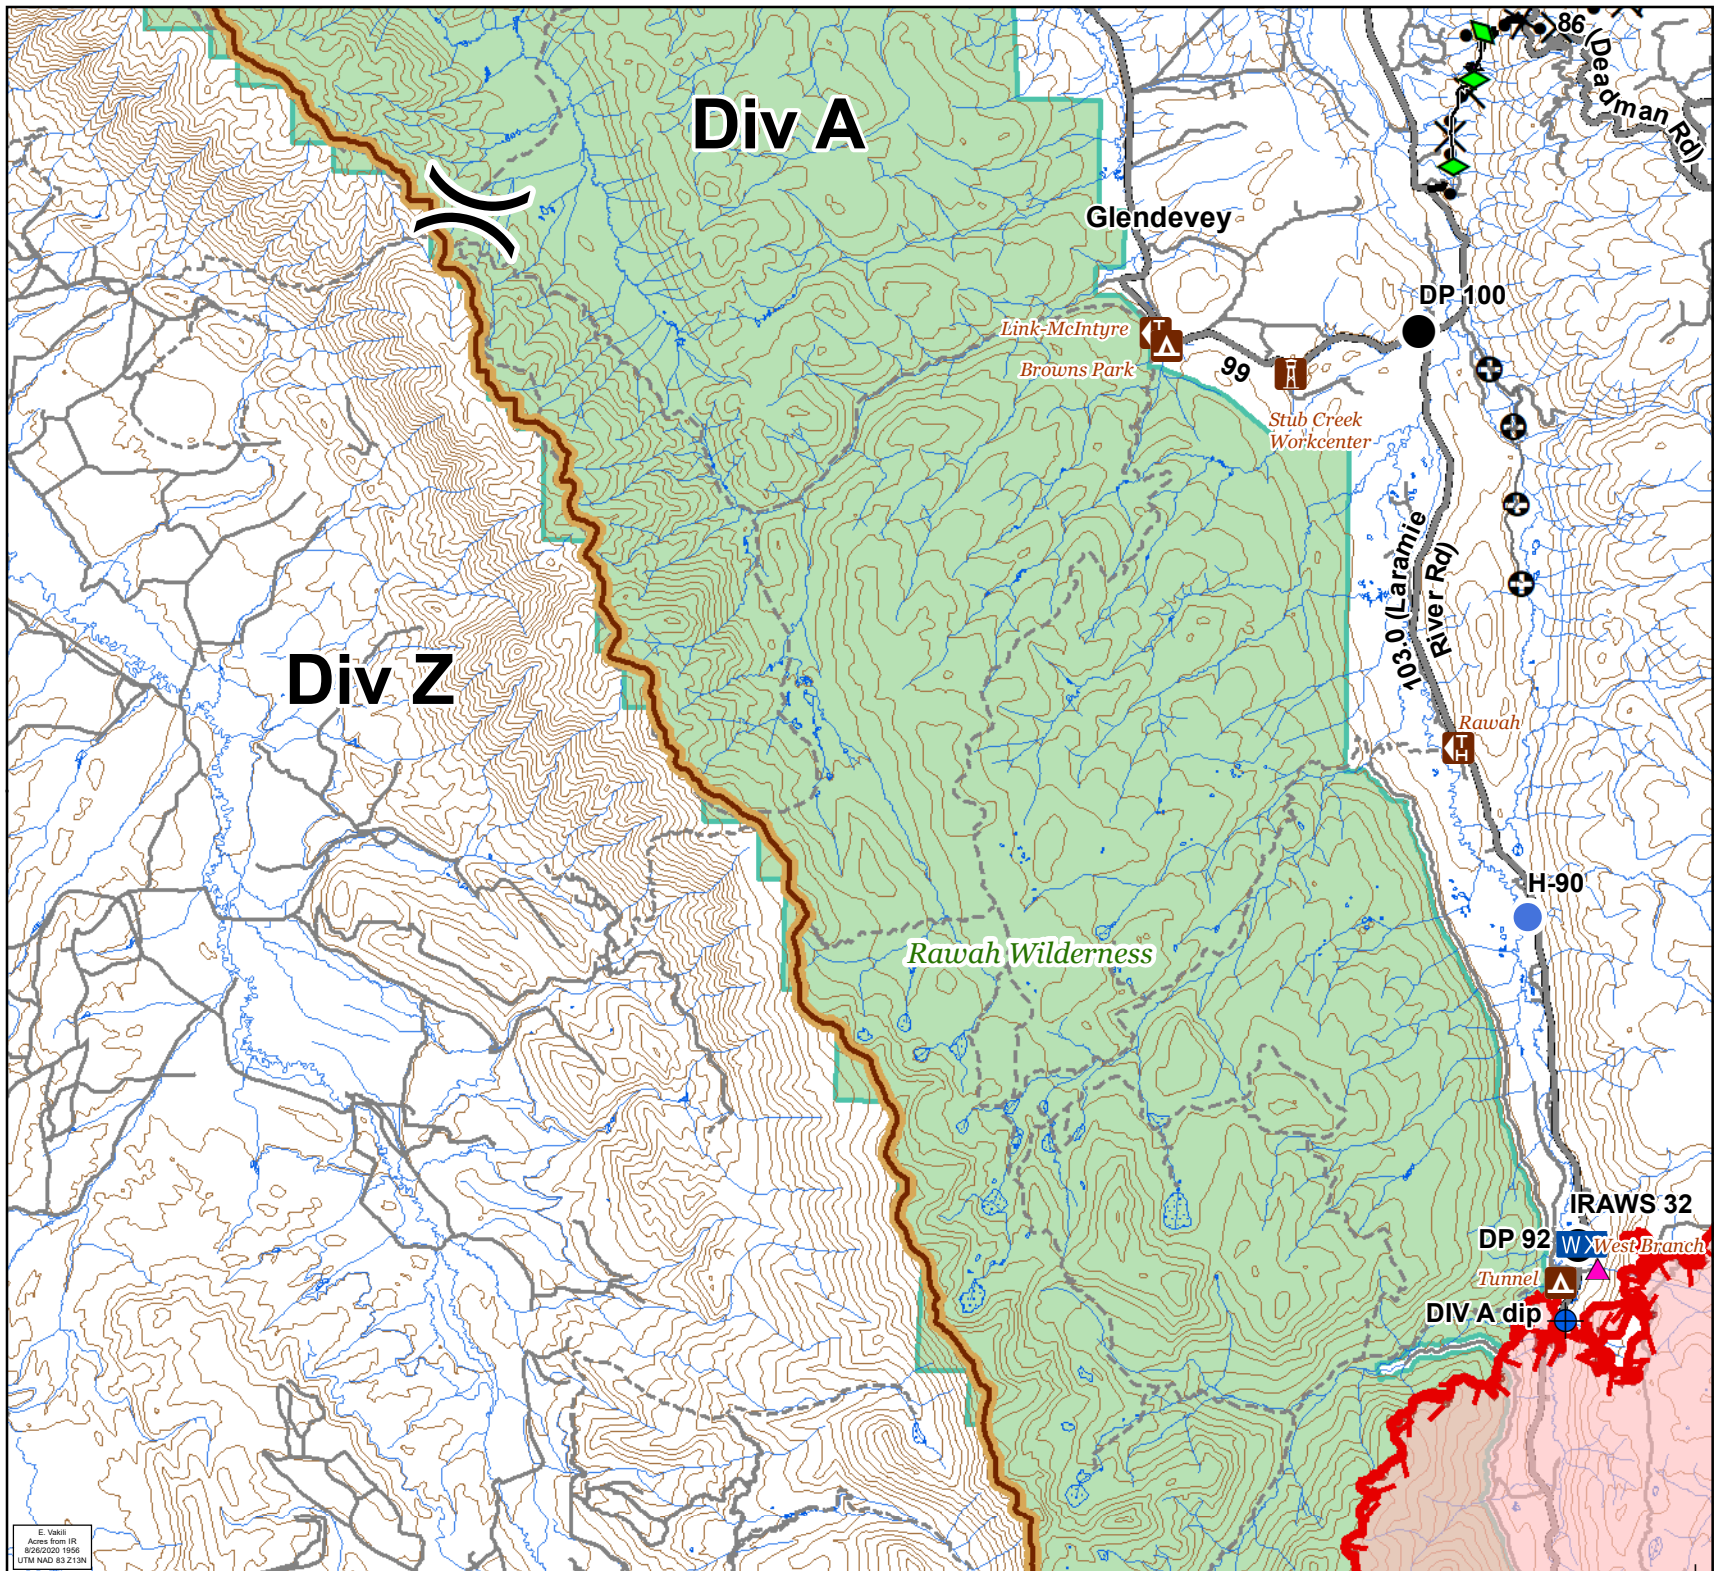 86 (Deadman Rd)
Div A
Glendevey
DP 100
Link-McIntyre
T
Browns Park
99
Stub Creek
Workcenter
103.0 (Laramie
River Rd)
Div Z
Rawah
T
H
H-90
Rawah Wilderness
IRAWS 32
DP 92
W
West Branch
Tunnel
DIV A dip
E. Vakili
Acres from IR
8/26/2020 1956
UTM NAD 83 Z13N